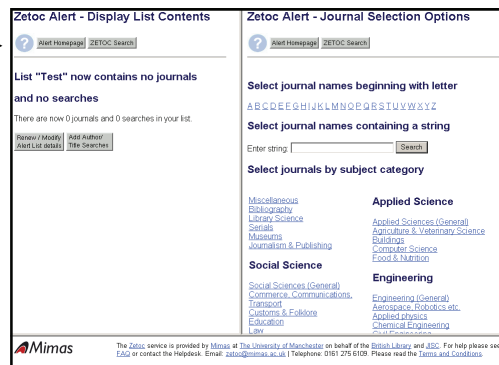 Zetoc Alert - Display List Contents
? Alert Homepage ZETOC Search
List "Test" now contains no journals
and no searches
There are now 0 journals and 0 searches in your list.
Renew / Modify
Alert List details
Add Author/
Title Searches
Zetoc Alert - Journal Selection Options
? Alert Homepage ZETOC Search
Select journal names beginning with letter
A B C D E F G H I J K L M N O P Q R S T U V W X Y Z
Select journal names containing a string
Enter string: Search
Select journals by subject category
Miscellaneous
Bibliography
Library Science
Serials
Museums
Journalism & Publishing
Social Science
Social Sciences (General)
Commerce, Communications,
Transport
Customs & Folklore
Education
Law
Applied Science
Applied Sciences (General)
Agriculture & Veterinary Science
Buildings
Computer Science
Food & Nutrition
Engineering
Engineering (General)
Aerospace, Robotics etc.
Applied physics
Chemical Engineering
Civil Engineering
Mimas
The Zetoc service is provided by Mimas at The University of Manchester on behalf of the British Library and JISC. For help please see
FAQ or contact the Helpdesk. Email: zetoc@mimas.ac.uk | Telephone: 0161 275 6109. Please read the Terms and Conditions.